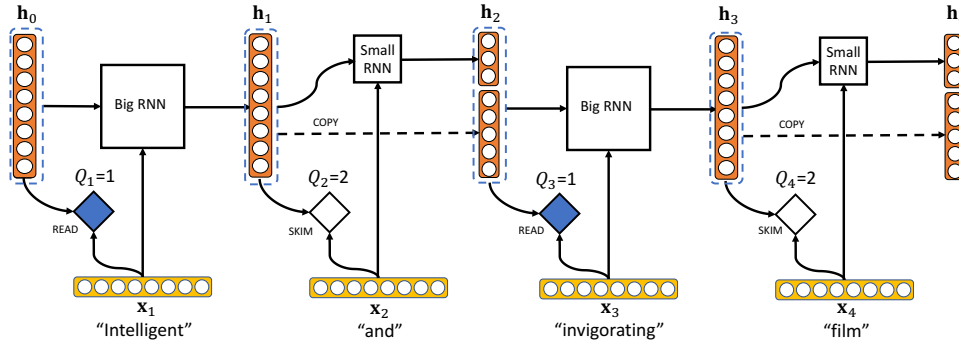 h₀
h₁
h₂
h₃
h
Big RNN
Small
RNN
Big RNN
Small
RNN
COPY
COPY
Q₁=1
READ
Q₂=2
SKIM
Q₃=1
READ
Q₄=2
SKIM
x₁
x₂
x₃
x₄
“Intelligent”
“and”
“invigorating”
“film”